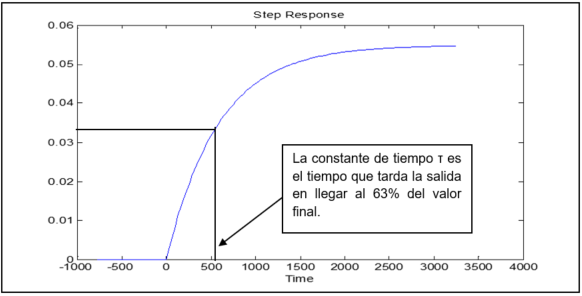 Step Response
0.06
0.05
0.04
0.03
0.02
0.01
0
-1000 -500 0 500 1000 1500 2000 2500 3000 3500 4000
Time
La constante de tiempo τ es
el tiempo que tarda la salida
en llegar al 63% del valor
final.